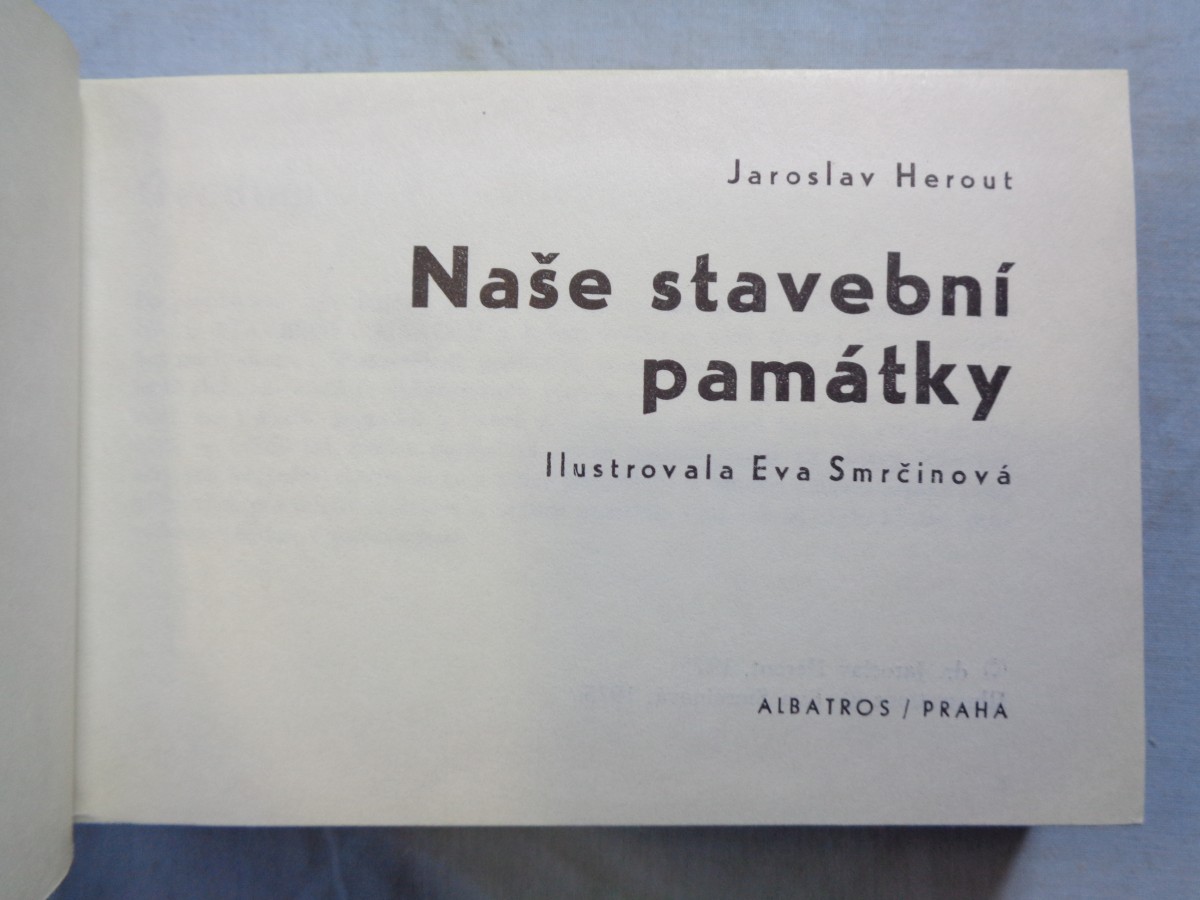 Jaroslav Herout
Naše stavební
památky
Ilustrovala Eva Smrčinová
ALBATROS / PRAHA